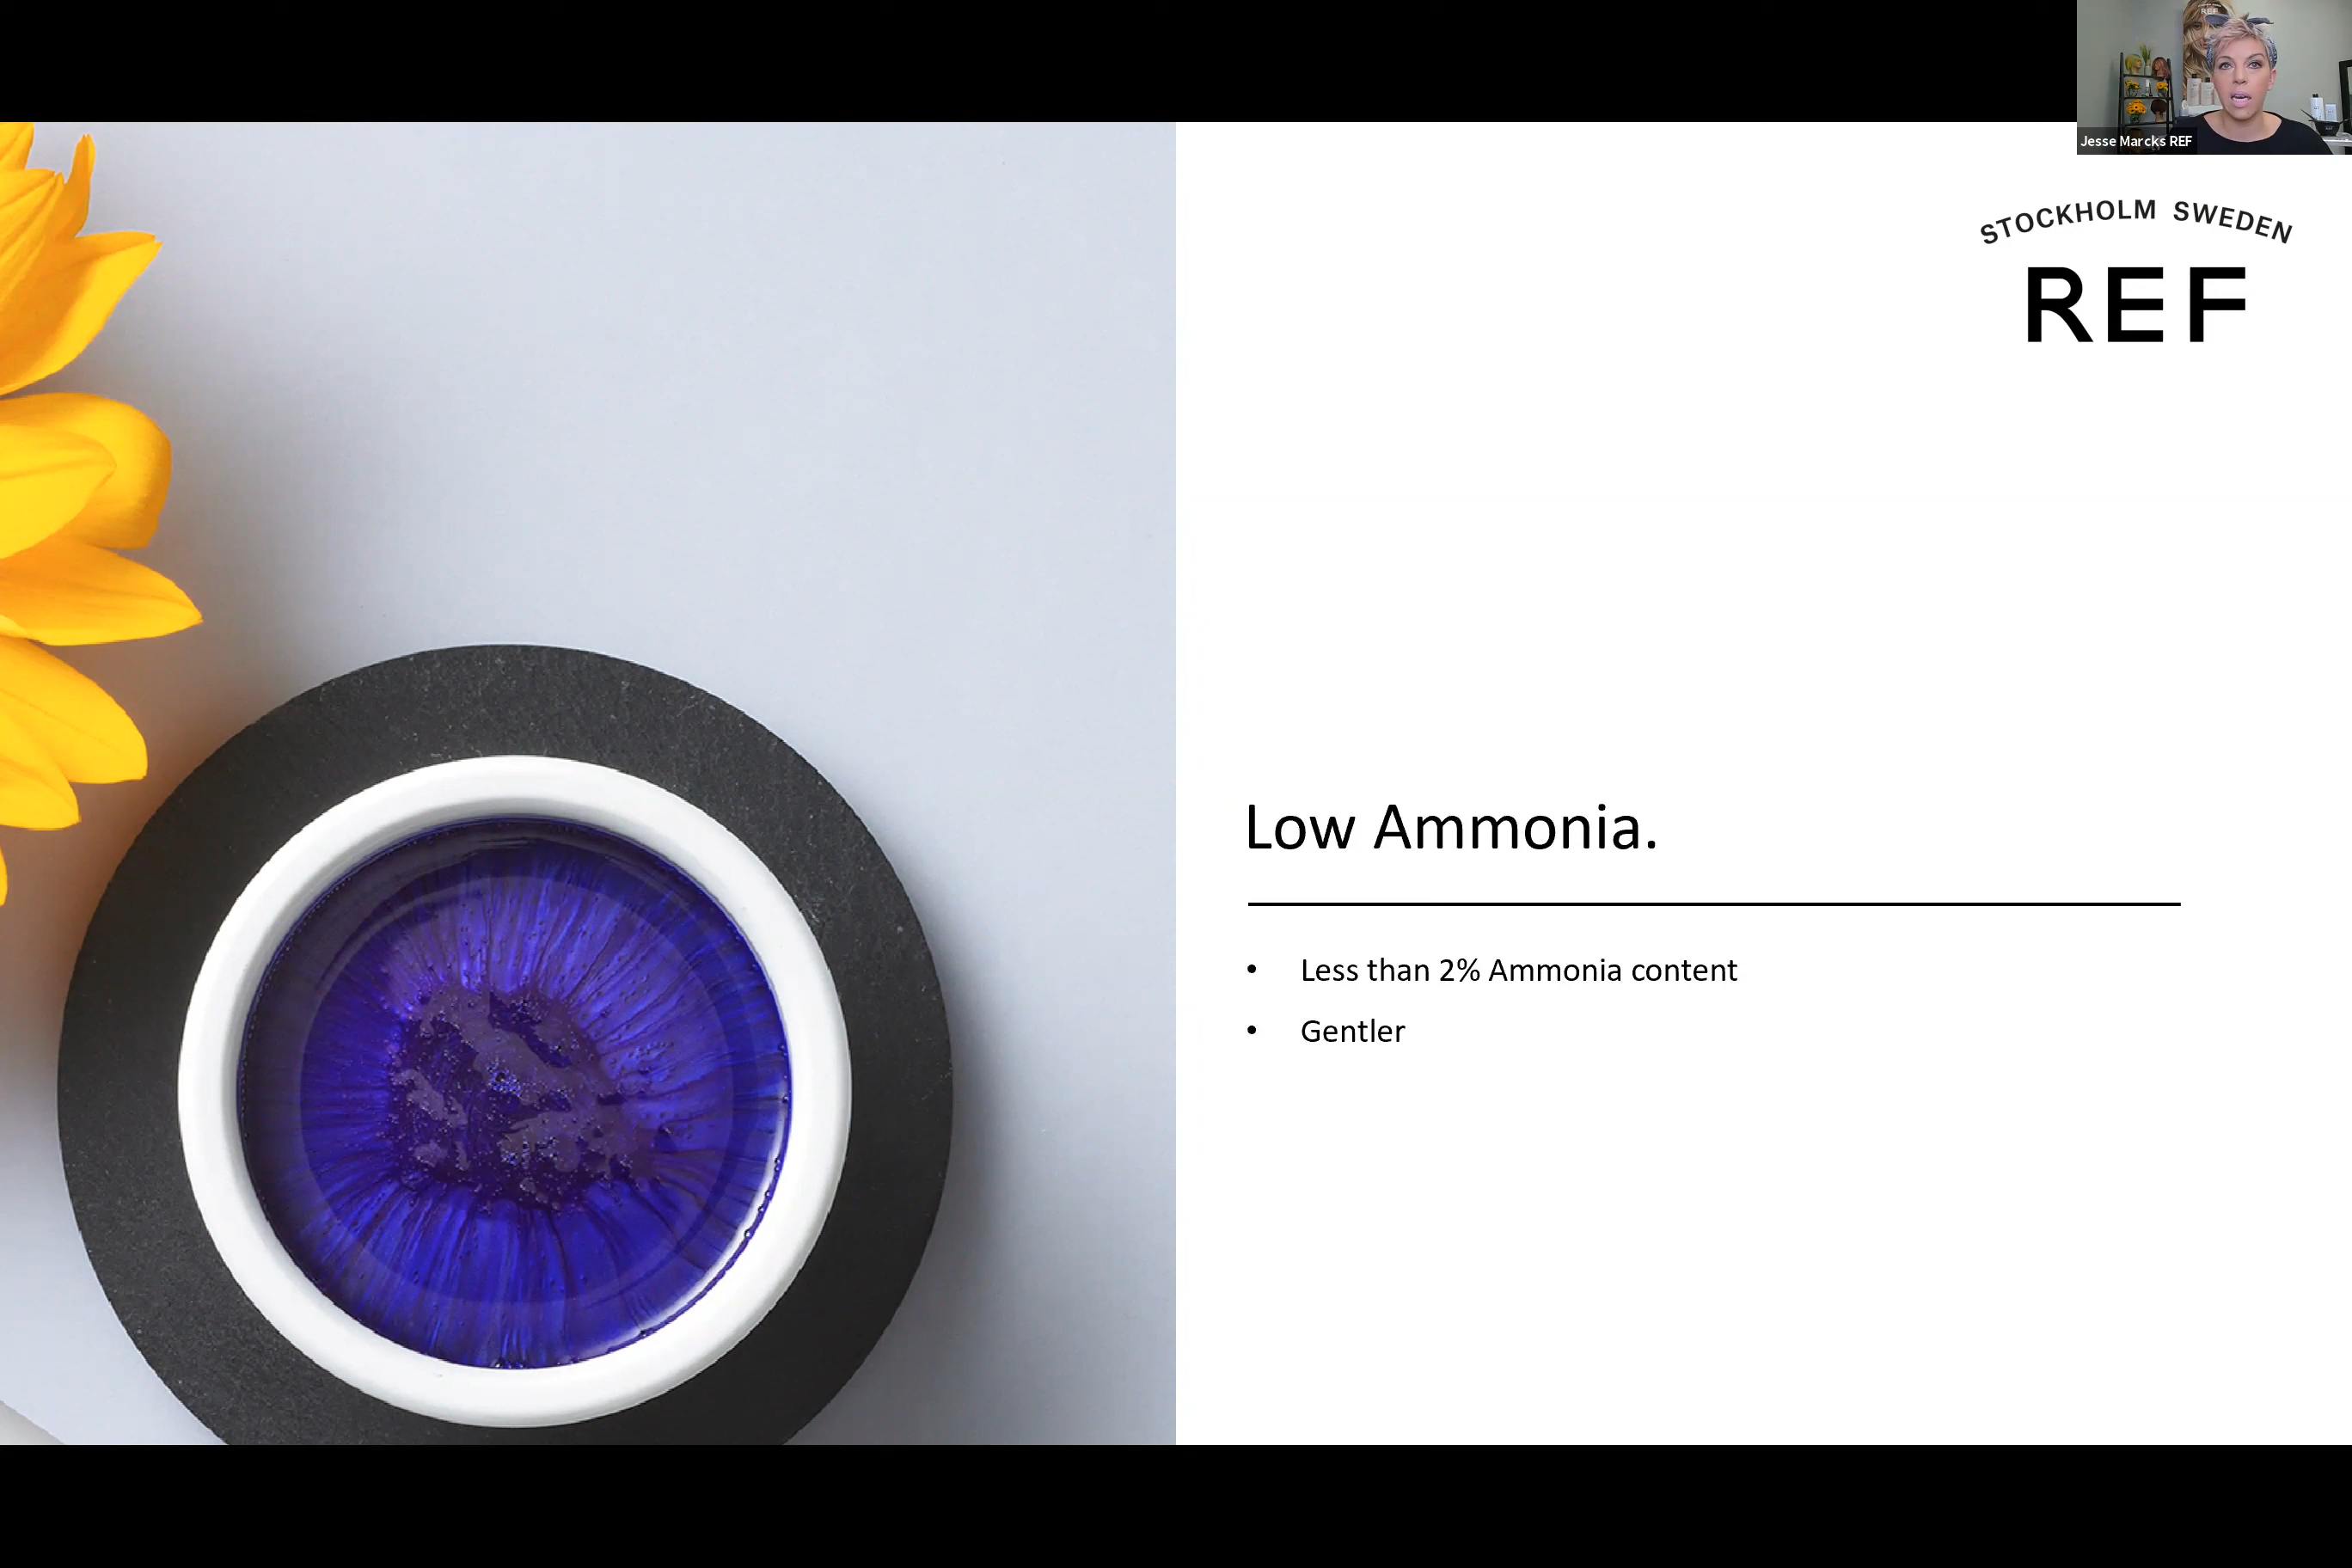 Jesse Marcks REF
STOCKHOLM SWEDEN
REF
Low Ammonia.
• Less than 2% Ammonia content
• Gentler